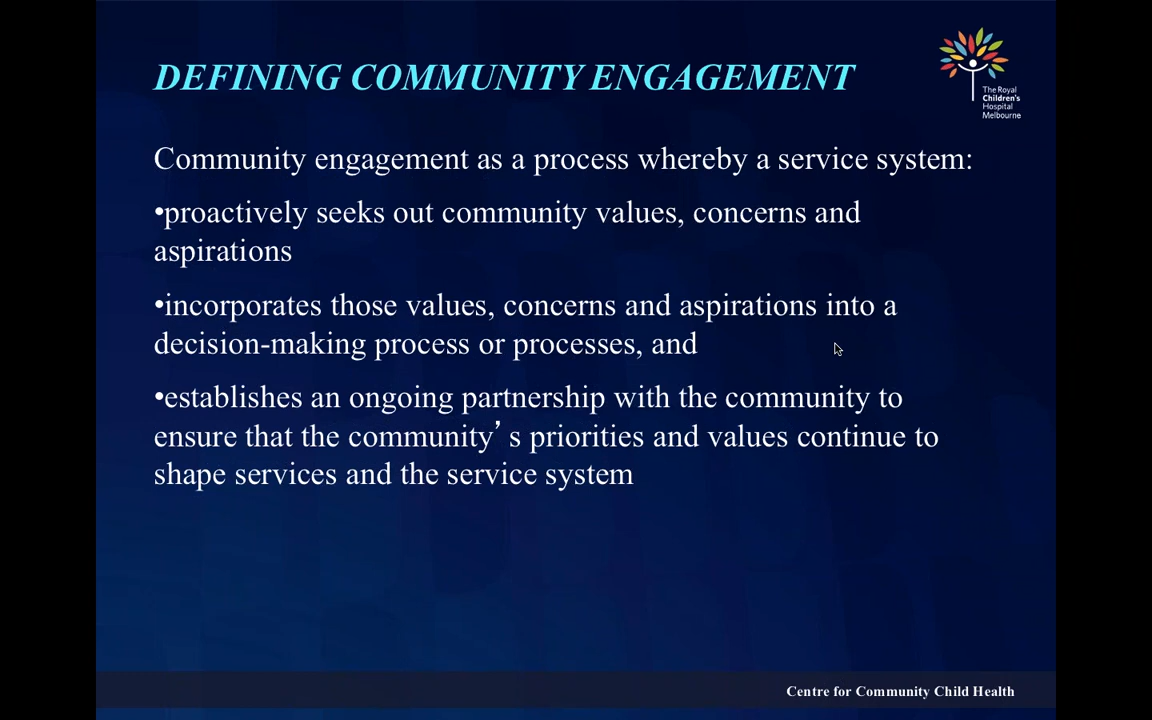 DEFINING COMMUNITY ENGAGEMENT
The Royal
Children's
Hospital
Melbourne
Community engagement as a process whereby a service system:
•proactively seeks out community values, concerns and
aspirations
•incorporates those values, concerns and aspirations into a
decision-making process or processes, and
•establishes an ongoing partnership with the community to
ensure that the community’ s priorities and values continue to
shape services and the service system
Centre for Community Child Health